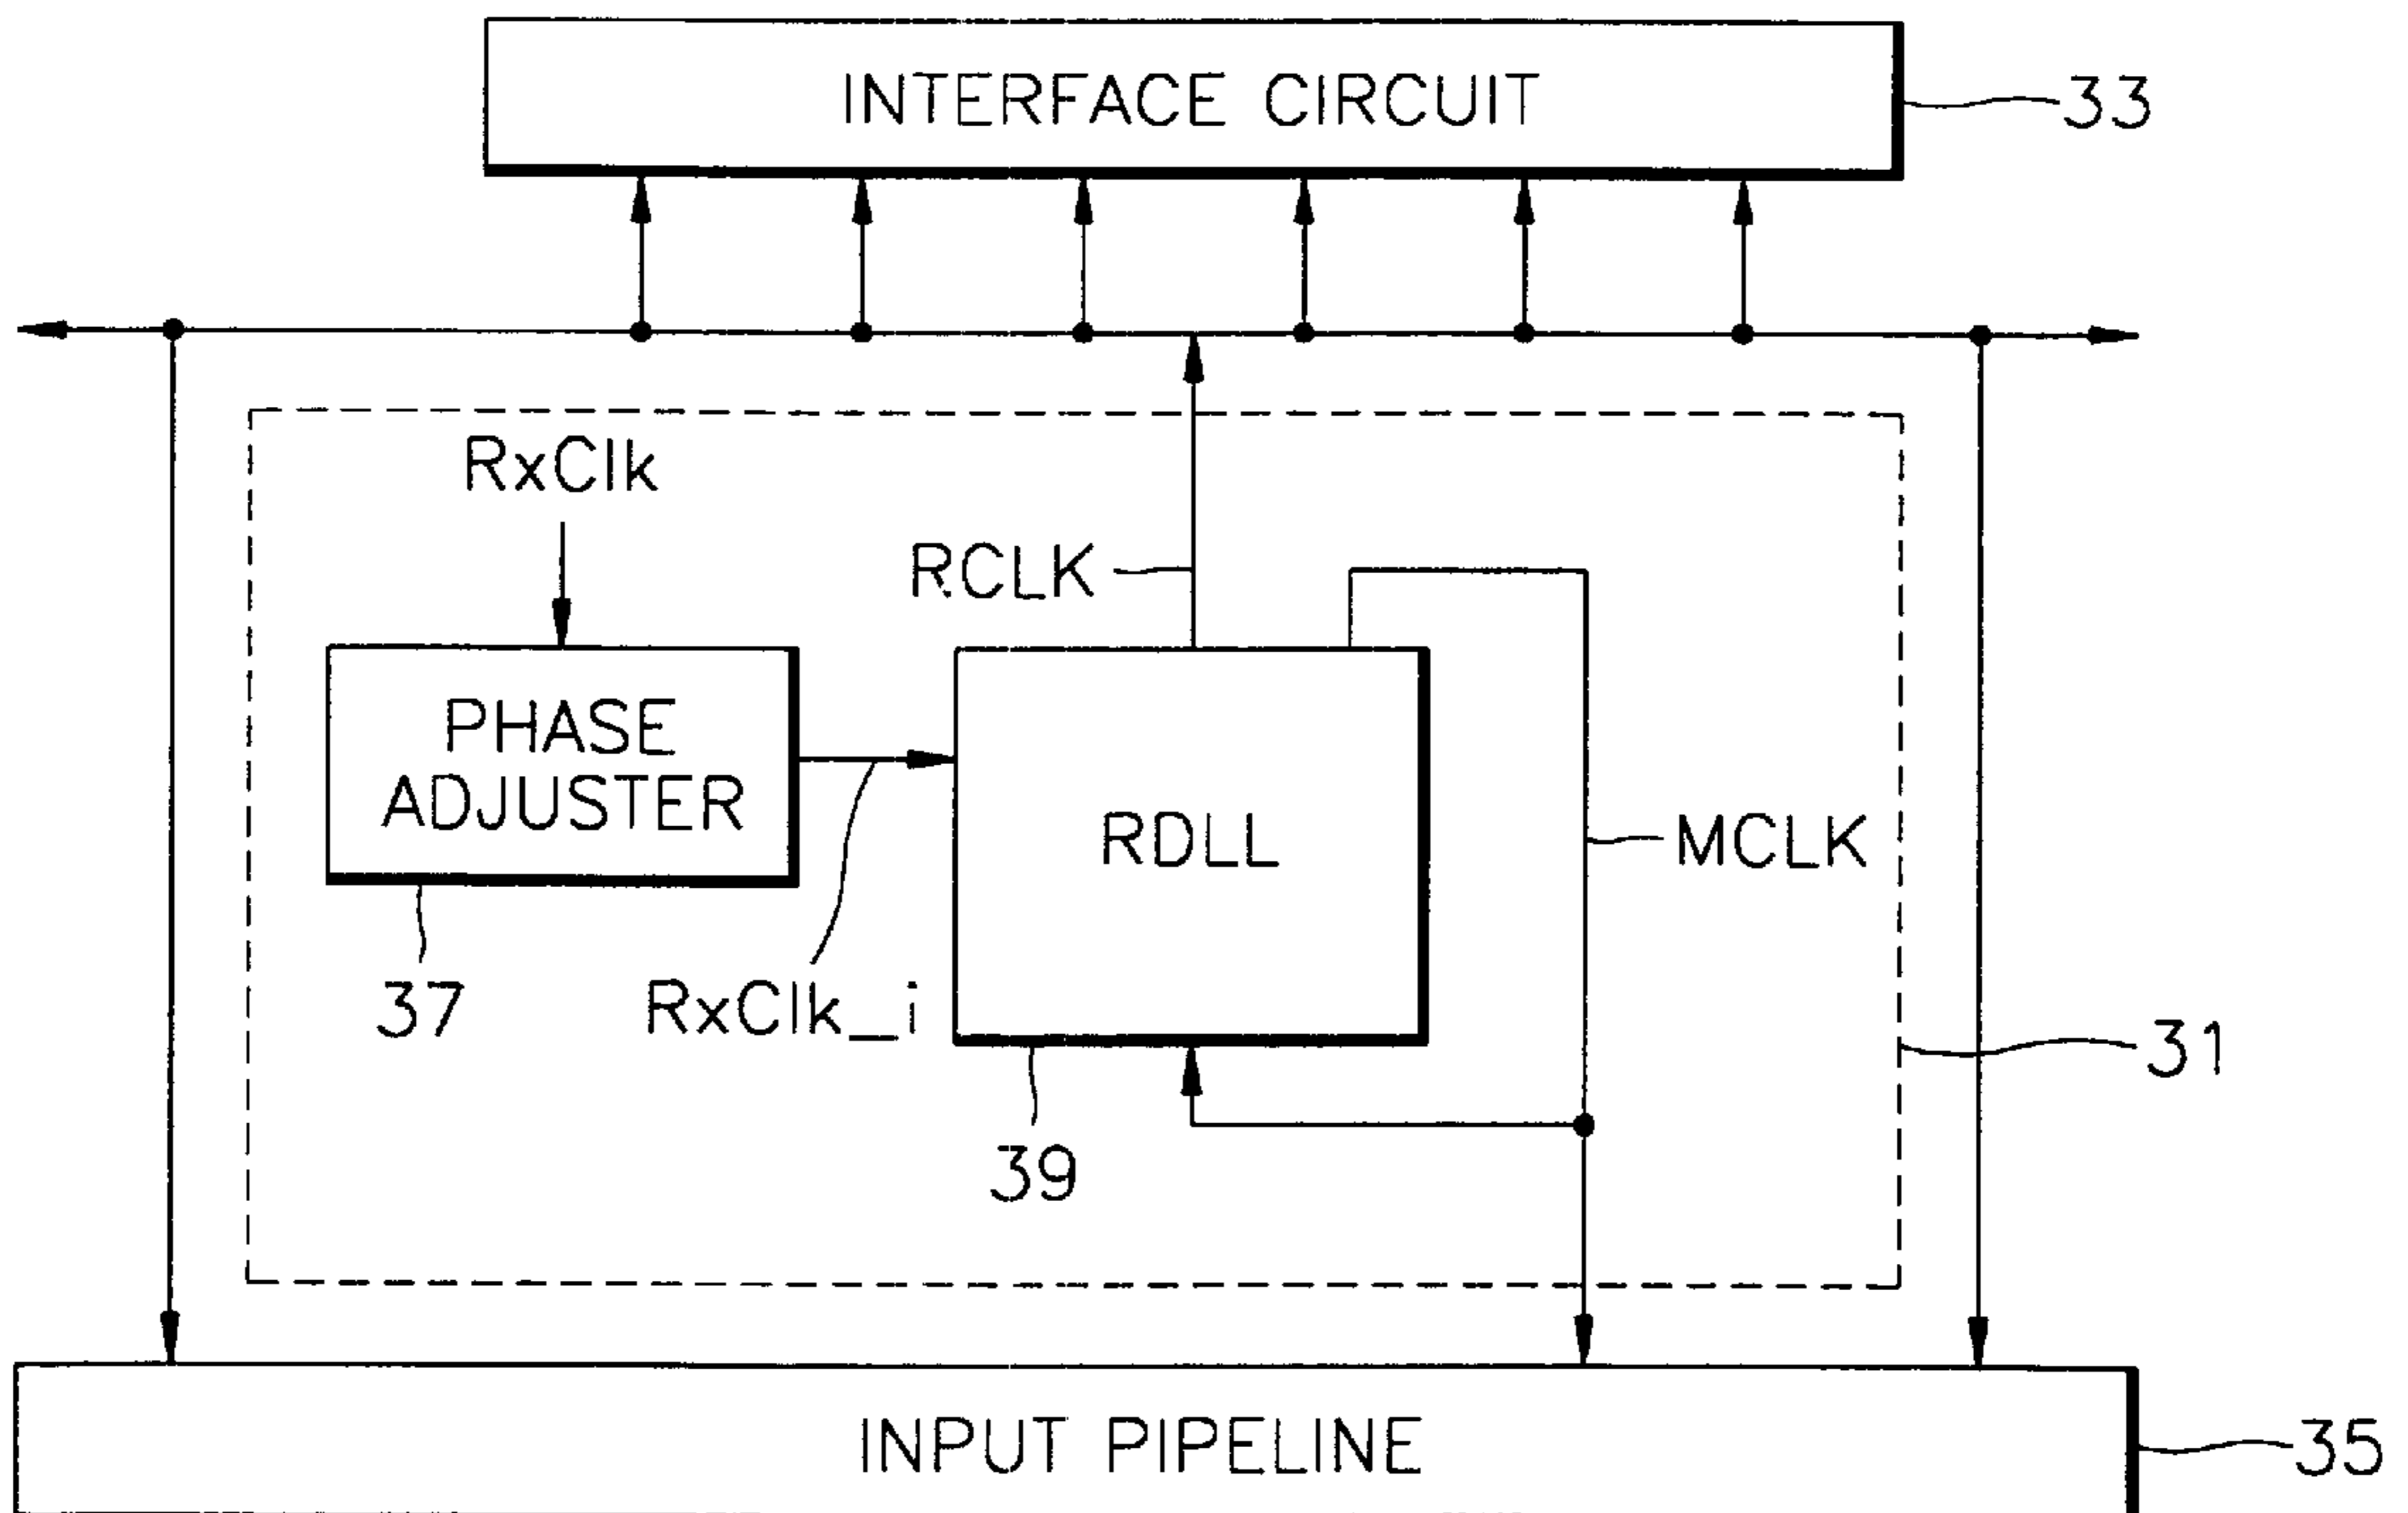 INTERFACE CIRCUIT
33
RxClk
RCLK
PHASE
ADJUSTER
RDLL
MCLK
37
RxClk_i
31
39
INPUT PIPELINE
35